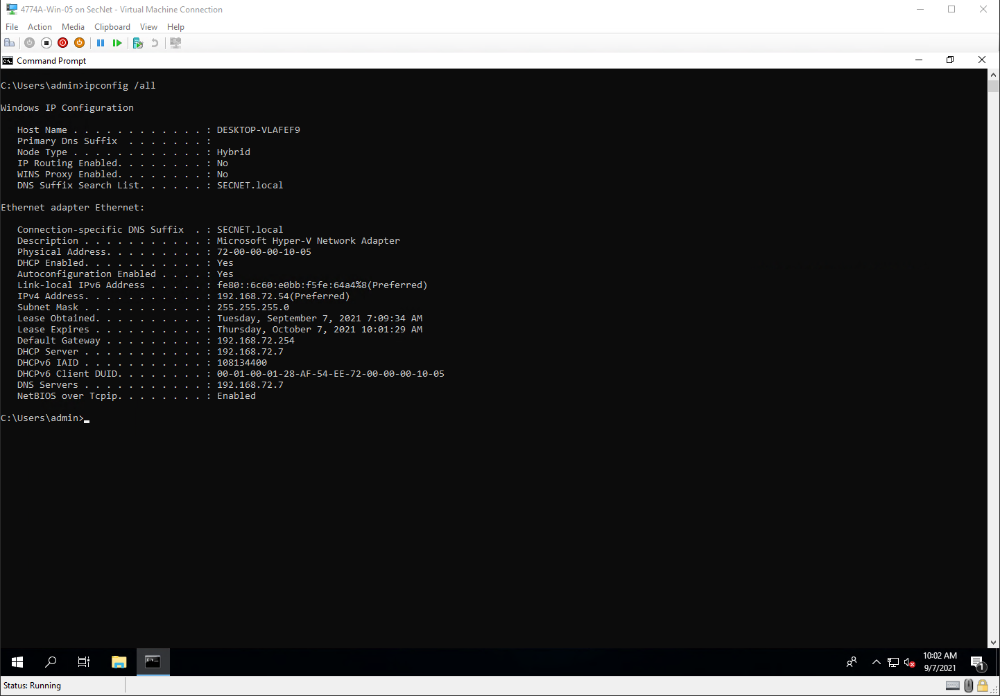 4774A-Win-05 on SecNet - Virtual Machine Connection
File Action Media Clipboard View Help
Command Prompt
C:\Users\admin>ipconfig /all
Windows IP Configuration
Host Name . . . . . . . . . . . . : DESKTOP-VLAFEF9
Primary Dns Suffix  . . . . . . . :
Node Type . . . . . . . . . . . . : Hybrid
IP Routing Enabled. . . . . . . . : No
WINS Proxy Enabled. . . . . . . . : No
DNS Suffix Search List. . . . . . : SECNET.local
Ethernet adapter Ethernet:
Connection-specific DNS Suffix  . : SECNET.local
Description . . . . . . . . . . . : Microsoft Hyper-V Network Adapter
Physical Address. . . . . . . . . : 72-00-00-00-10-05
DHCP Enabled. . . . . . . . . . . : Yes
Autoconfiguration Enabled . . . . : Yes
Link-local IPv6 Address . . . . . : fe80::6c60:e0bb:f5fe:64a4%8(Preferred)
IPv4 Address. . . . . . . . . . . : 192.168.72.54(Preferred)
Subnet Mask . . . . . . . . . . . : 255.255.255.0
Lease Obtained. . . . . . . . . . : Tuesday, September 7, 2021 7:09:34 AM
Lease Expires . . . . . . . . . . : Thursday, October 7, 2021 10:01:29 AM
Default Gateway . . . . . . . . . : 192.168.72.254
DHCP Server . . . . . . . . . . . : 192.168.72.7
DHCPv6 IAID . . . . . . . . . . . : 108134400
DHCPv6 Client DUID. . . . . . . . : 00-01-00-01-28-AF-54-EE-72-00-00-00-10-05
DNS Servers . . . . . . . . . . . : 192.168.72.7
NetBIOS over Tcpip. . . . . . . . : Enabled
C:\Users\admin>
10:02 AM
9/7/2021
1
Status: Running